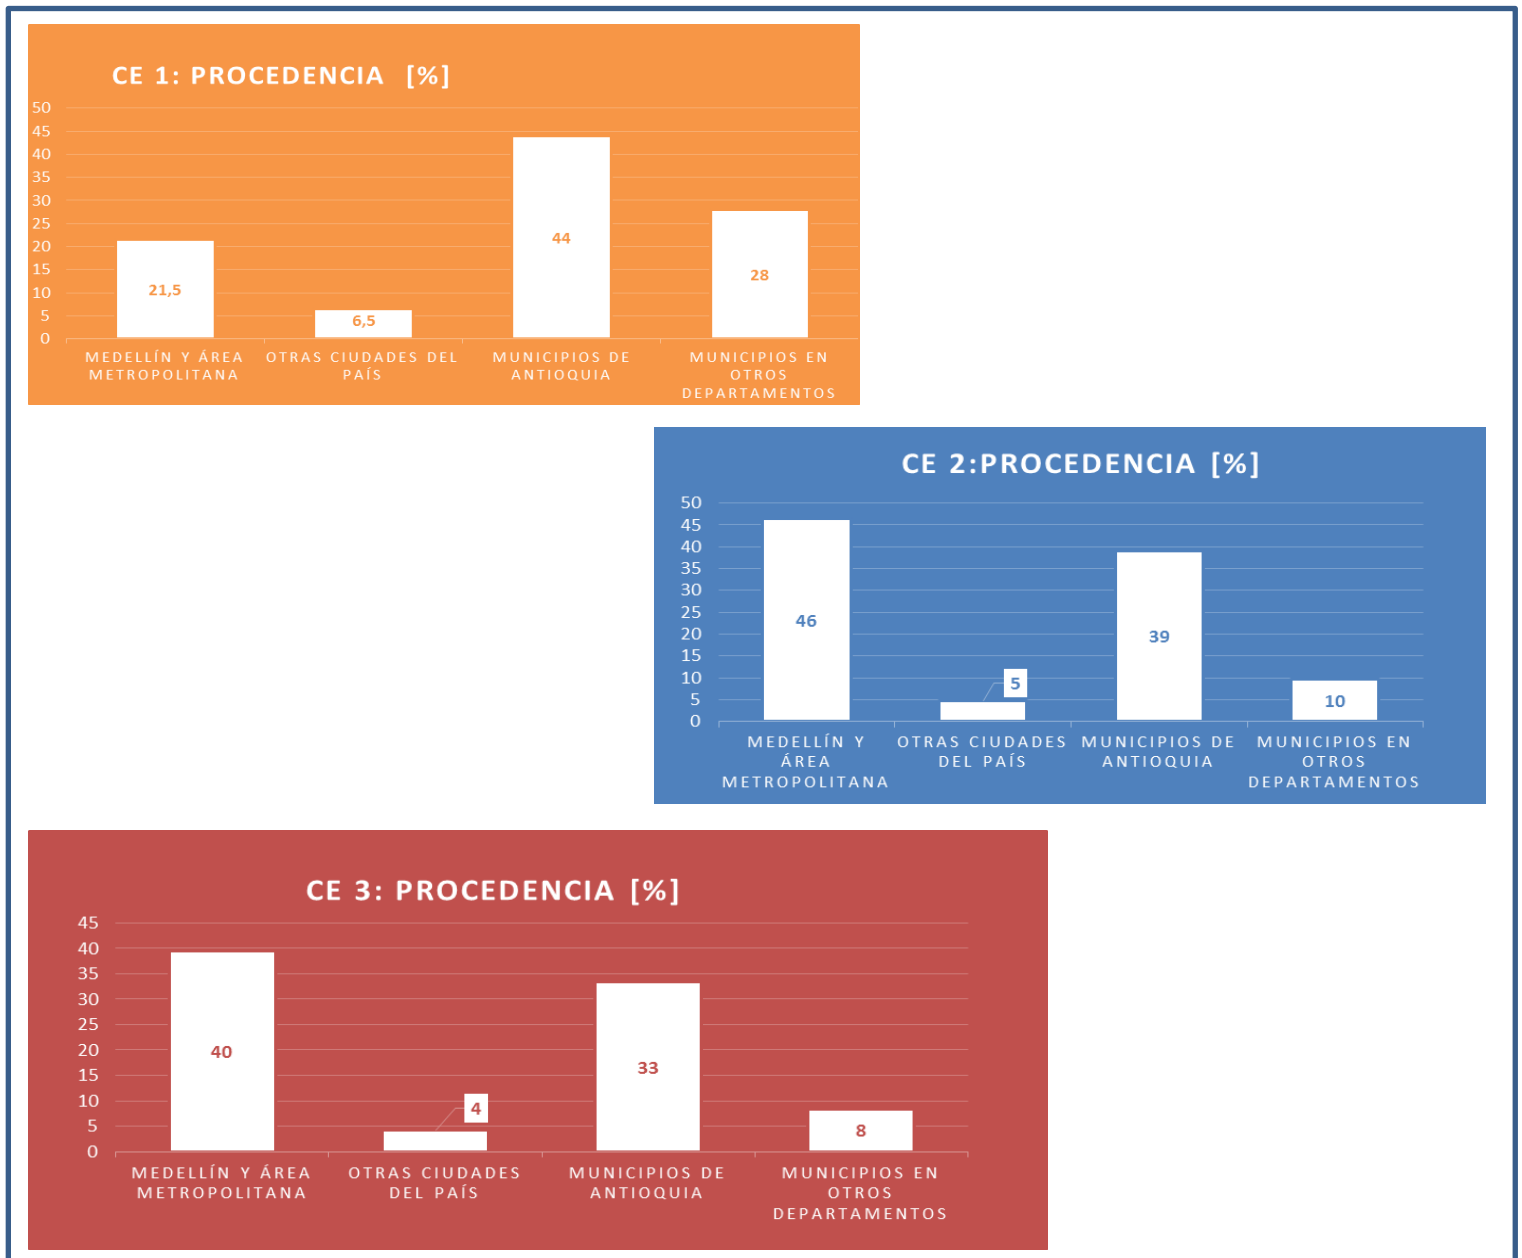 CE 1: PROCEDENCIA [%]
50
45
40
35
30
25
20
15
10
5
0
21,5
6,5
44
28
MEDELLÍN Y ÁREA
METROPOLITANA
OTRAS CIUDADES DEL
PAÍS
MUNICIPIOS DE
ANTIOQUIA
MUNICIPIOS EN
OTROS
DEPARTAMENTOS
CE 2:PROCEDENCIA [%]
50
45
40
35
30
25
20
15
10
5
0
46
5
39
10
MEDELLÍN Y
ÁREA
METROPOLITANA
OTRAS CIUDADES
DEL PAÍS
MUNICIPIOS DE
ANTIOQUIA
MUNICIPIOS EN
OTROS
DEPARTAMENTOS
CE 3: PROCEDENCIA [%]
45
40
35
30
25
20
15
10
5
0
40
4
33
8
MEDELLÍN Y ÁREA
METROPOLITANA
OTRAS CIUDADES
DEL PAÍS
MUNICIPIOS DE
ANTIOQUIA
MUNICIPIOS EN
OTROS
DEPARTAMENTOS